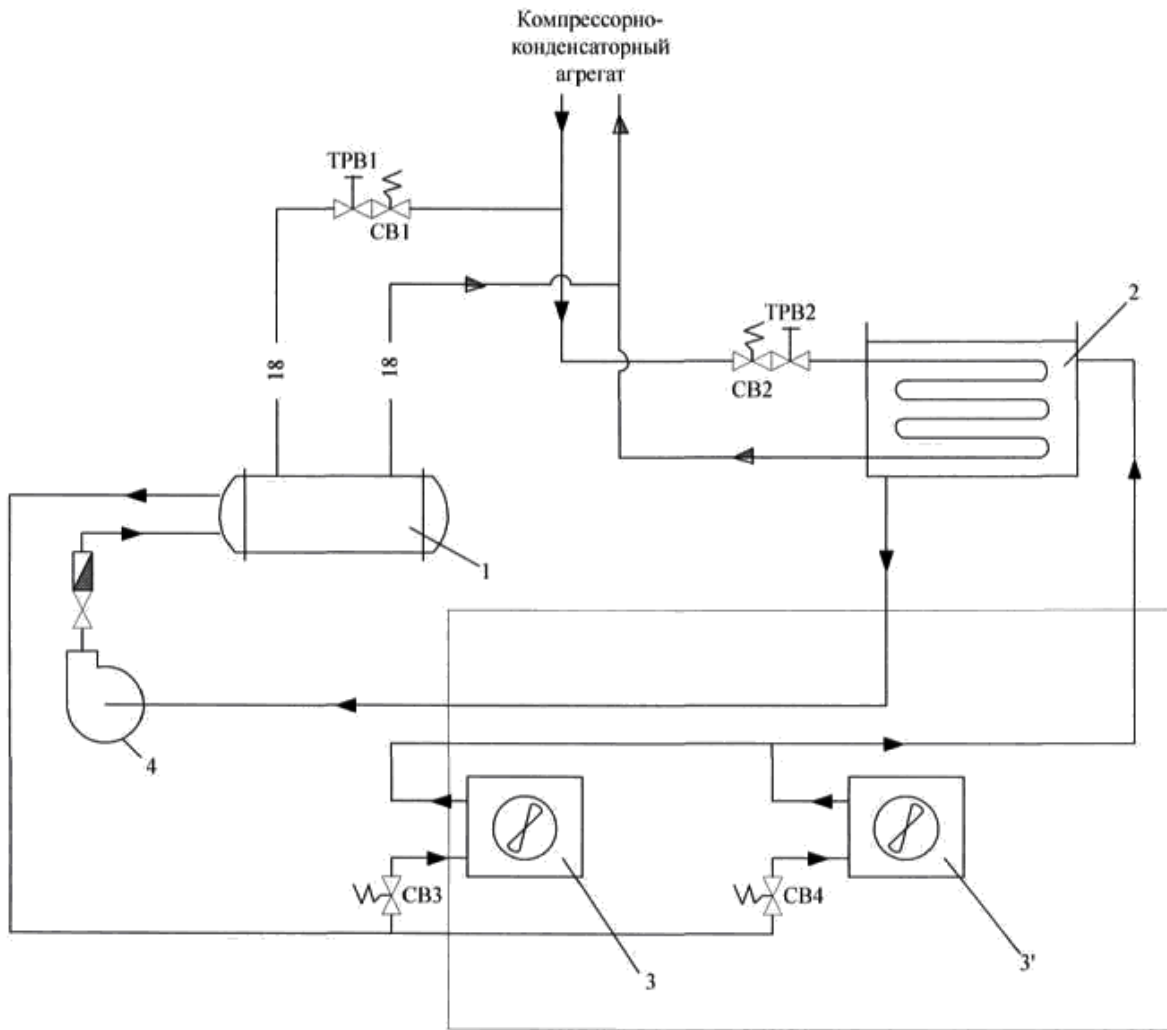 Компрессорно-
конденсаторный
агрегат
ТРВ1
СВ1
ТРВ2
СВ2
2
18
18
1
4
СВ3
СВ4
3
3'